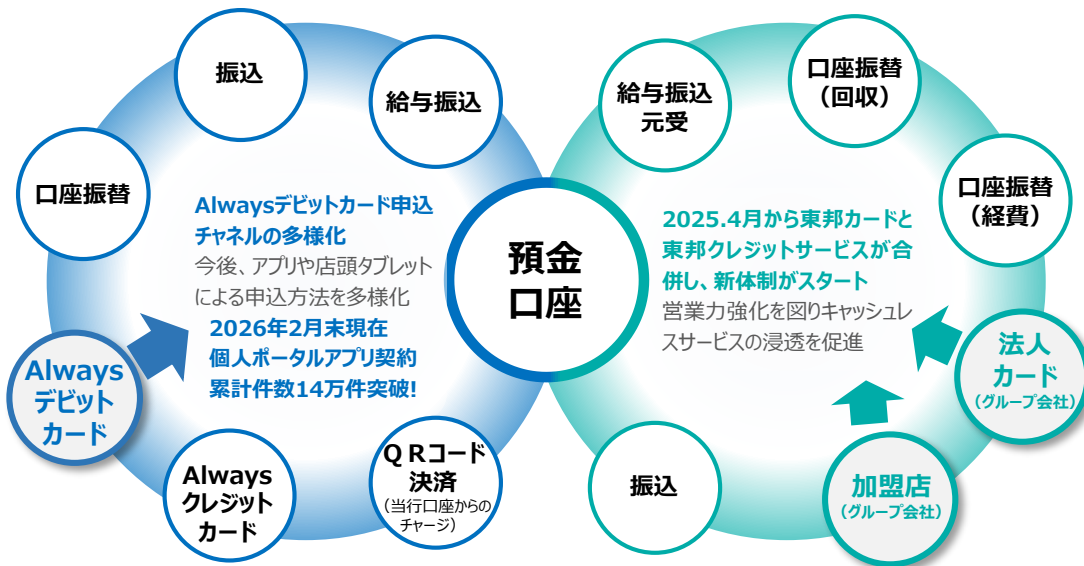 振込
給与振込
口座振替
Alwaysデビットカード申込
チャネルの多様化
今後、アプリや店頭タブレット
による申込方法を多様化
2026年2月末現在
個人ポータルアプリ契約
累計件数14万件突破!
Always
デビット
カード
Always
クレジット
カード
QRコード
決済
(当行口座からの
チャージ)
預金
口座
給与振込
元受
口座振替
(回収)
口座振替
(経費)
2025.4月から東邦カードと
東邦クレジットサービスが合
併し、新体制がスタート
営業力強化を図りキャッシュレ
スサービスの浸透を促進
法人
カード
(グループ会社)
加盟店
(グループ会社)
振込